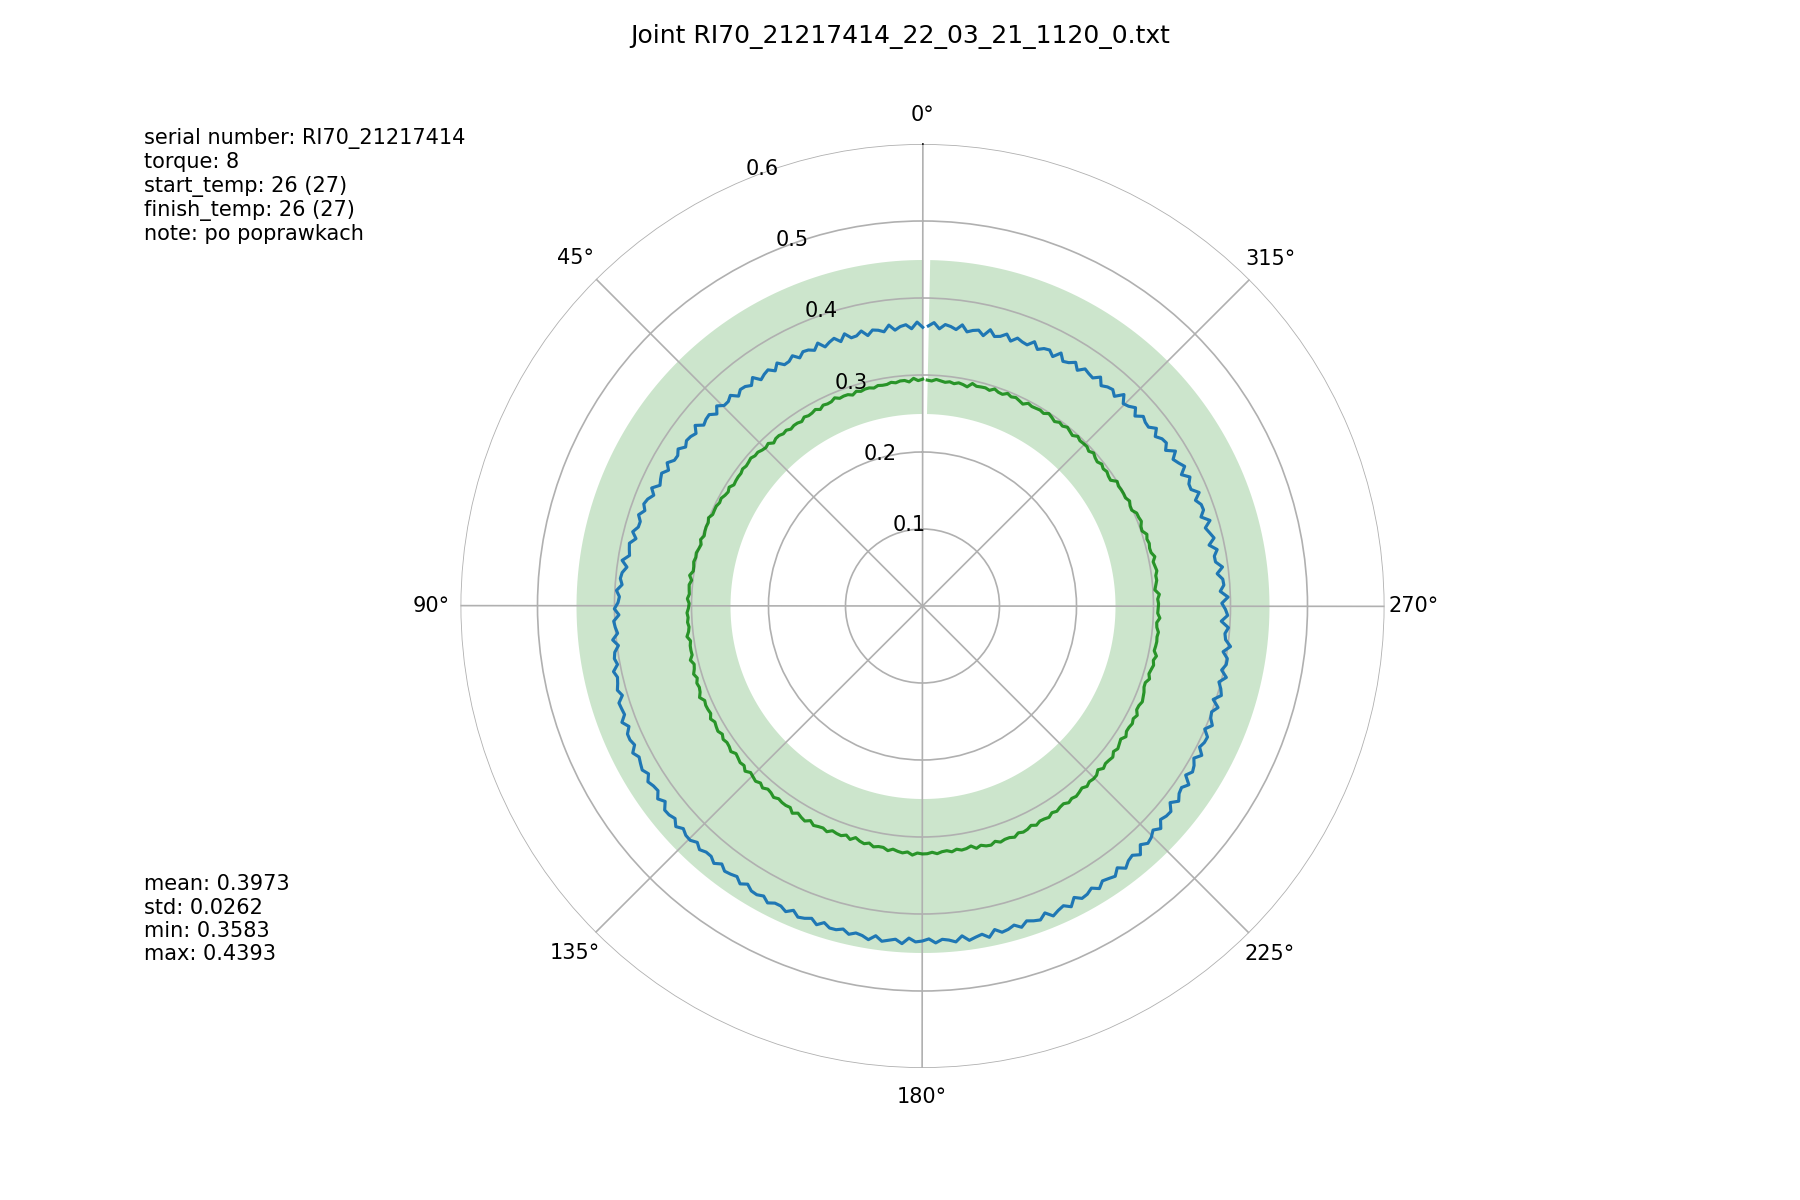 Joint RI70_21217414_22_03_21_1120_0.txt
serial number: RI70_21217414
torque: 8
start_temp: 26 (27)
finish_temp: 26 (27)
note: po poprawkach
0°
0.6
0.5
45°
315°
0.4
0.3
0.2
0.1
90°
270°
mean: 0.3973
std: 0.0262
min: 0.3583
max: 0.4393
135°
225°
180°